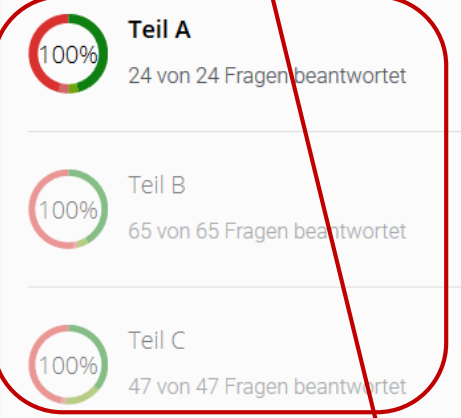 100%
Teil A
24 von 24 Fragen beantwortet
100%
Teil B
65 von 65 Fragen beantwortet
100%
Teil C
47 von 47 Fragen beantwortet